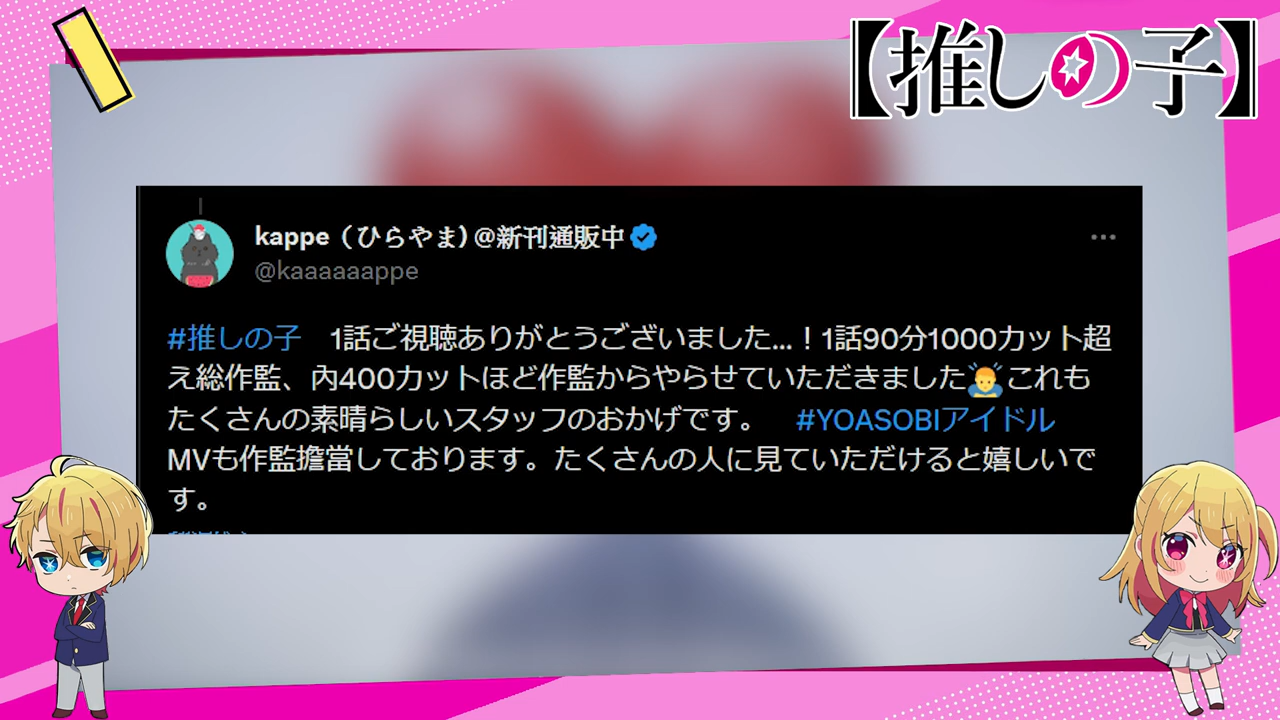 【推しの子】
kappe（ひらやま）@新刊通販中
@kaaaaaappe
#推しの子　1話ご視聴ありがとうございました...！1話90分1000カット超
え総作監、內400カットほど作監からやらせていただきました🙇これも
たくさんの素晴らしいスタッフのおかげです。　#YOASOBIアイドル
MVも作監擔當しております。たくさんの人に見ていただけると嬉しいで
す。